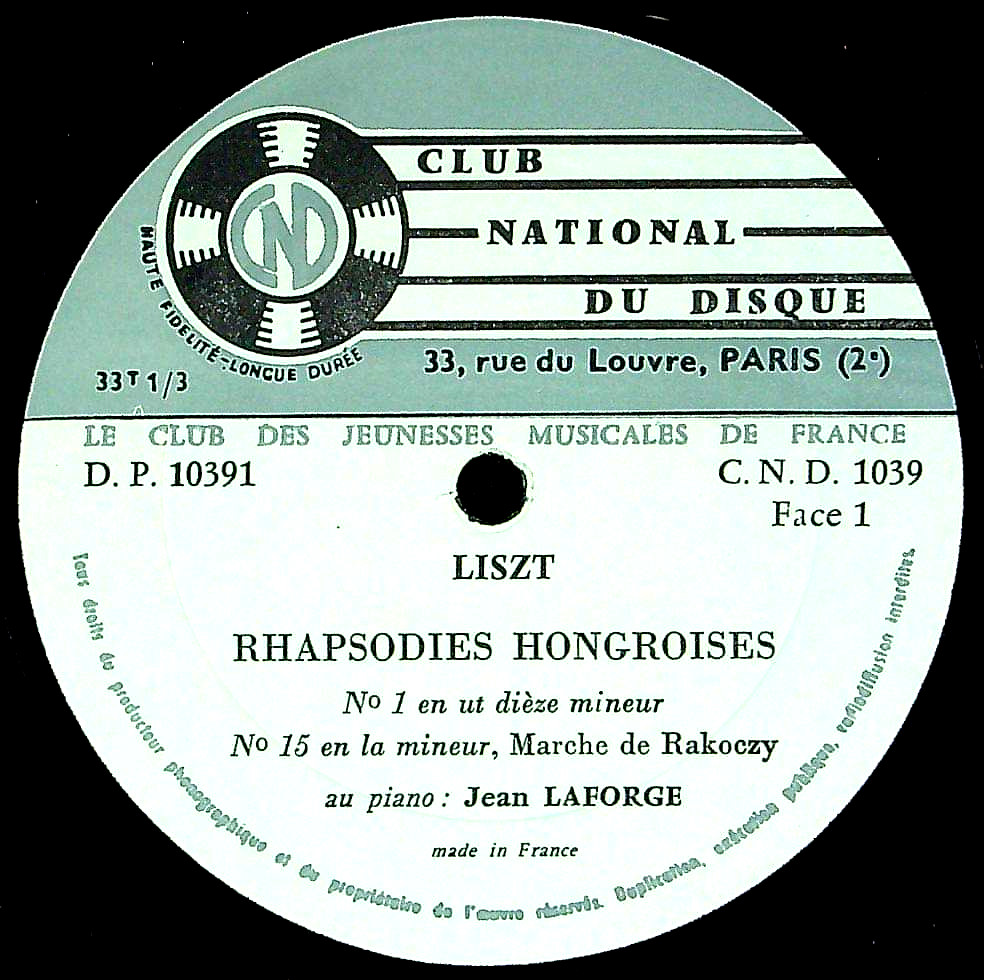 CLUB
NATIONAL
DU DISQUE
CND
HAUTE FIDELITÉ-LONGUE DURÉE
33, rue du Louvre, PARIS (2e)
33T 1/3
LE CLUB DES JEUNESSES MUSICALES DE FRANCE
D. P. 10391
C. N. D. 1039
Face 1
LISZT
RHAPSODIES HONGROISES
No 1 en ut dièze mineur
No 15 en la mineur, Marche de Rakoczy
au piano : Jean LAFORGE
made in France
Tous droits du producteur phonographique et du propriétaire de l'œuvre réservés. Duplication, exécution publique, radiodiffusion interdites